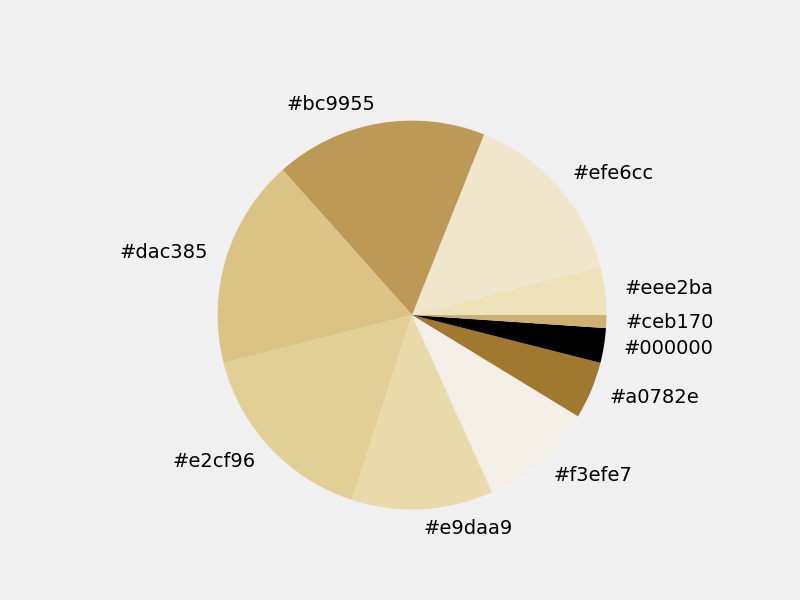 #bc9955
#efe6cc
#dac385
#eee2ba
#ceb170
#000000
#a0782e
#e2cf96
#f3efe7
#e9daa9